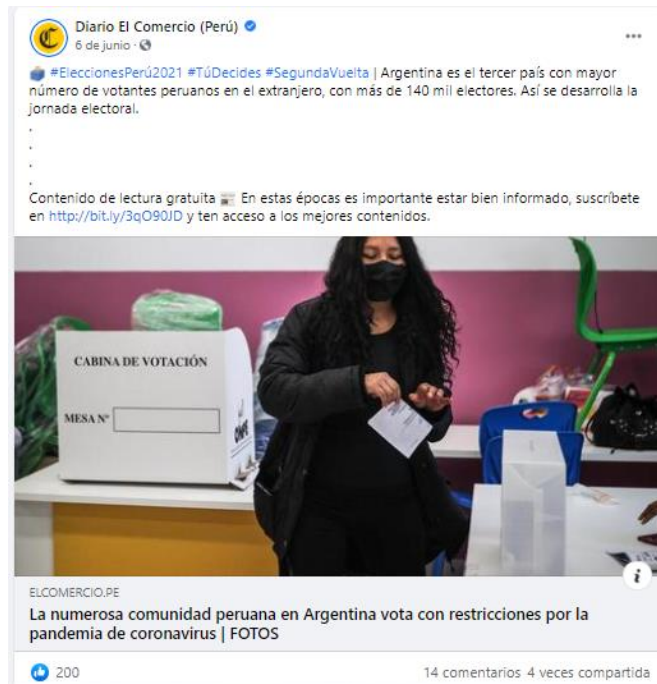 Diario El Comercio (Perú)
6 de junio ·
#EleccionesPerú2021 #TúDecides #SegundaVuelta | Argentina es el tercer país con mayor
número de votantes peruanos en el extranjero, con más de 140 mil electores. Así se desarrolla la
jornada electoral.
.
.
.
.
Contenido de lectura gratuita 📰 En estas épocas es importante estar bien informado, suscríbete
en http://bit.ly/3qO90JD y ten acceso a los mejores contenidos.
CABINA DE VOTACIÓN
MESA Nº
ONPE
ELCOMERCIO.PE
La numerosa comunidad peruana en Argentina vota con restricciones por la
pandemia de coronavirus | FOTOS
200
14 comentarios 4 veces compartida